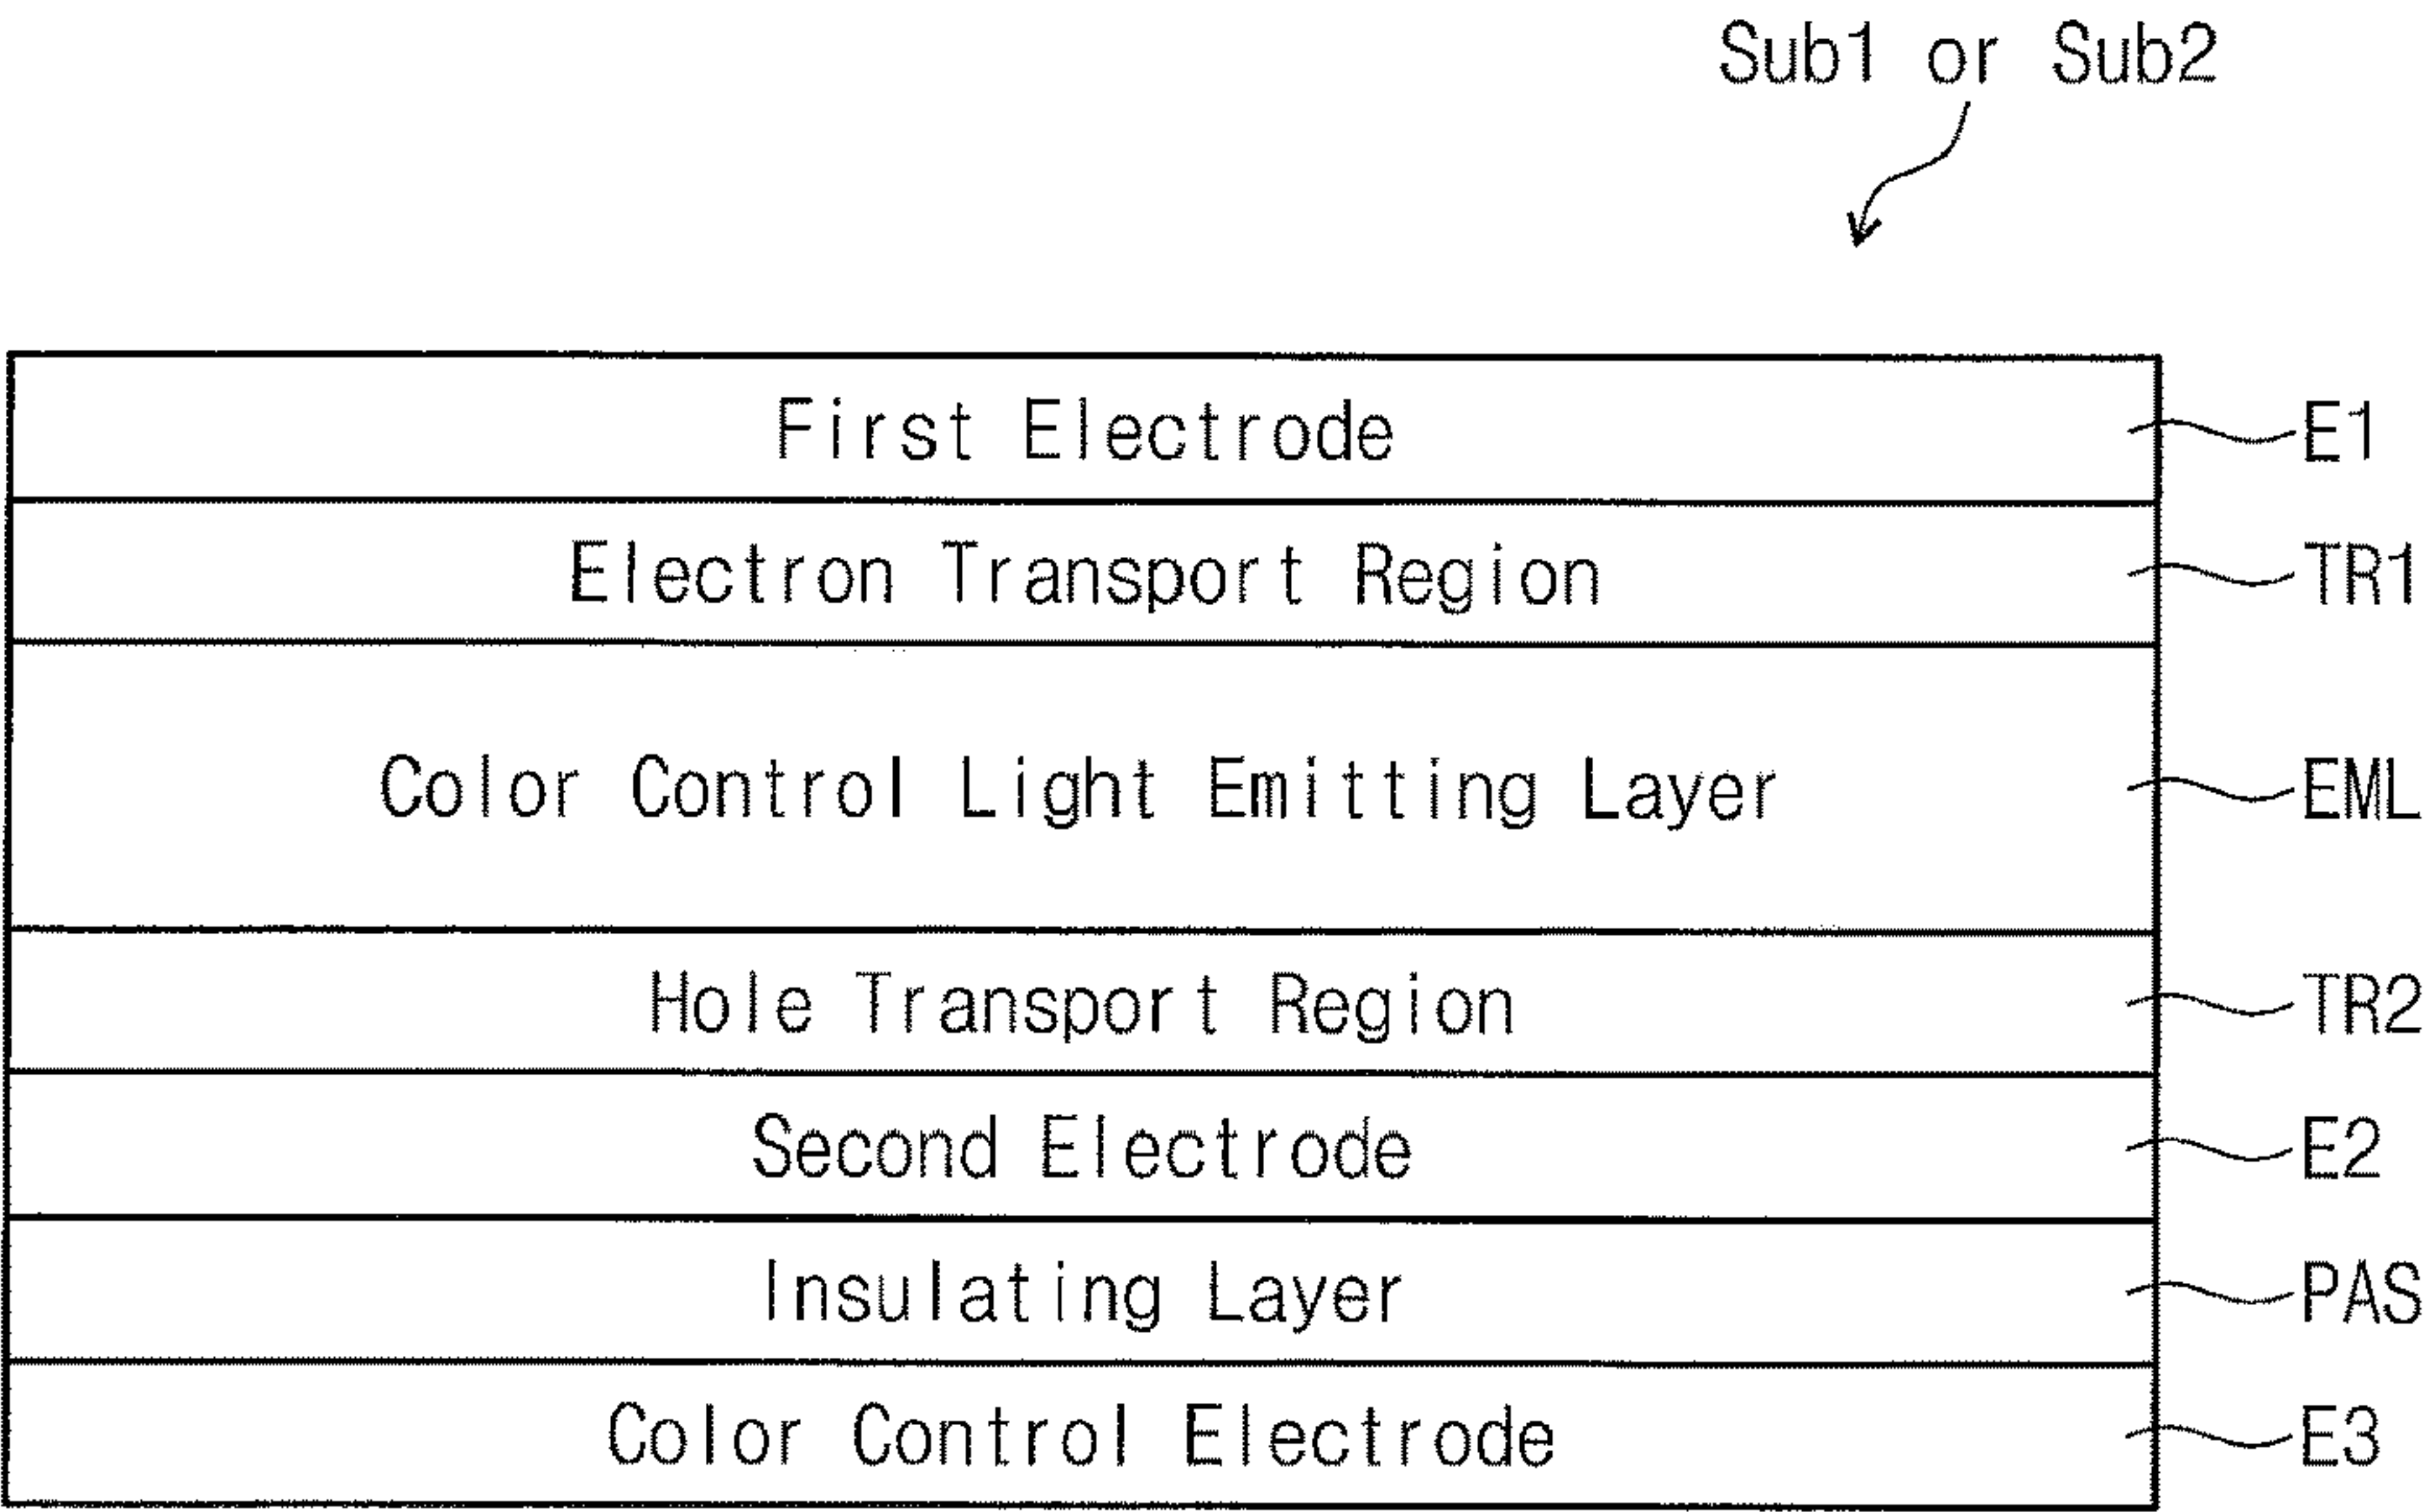 Sub1 or Sub2
First Electrode E1
Electron Transport Region TR1
Color Control Light Emitting Layer EML
Hole Transport Region TR2
Second Electrode E2
Insulating Layer PAS
Color Control Electrode E3